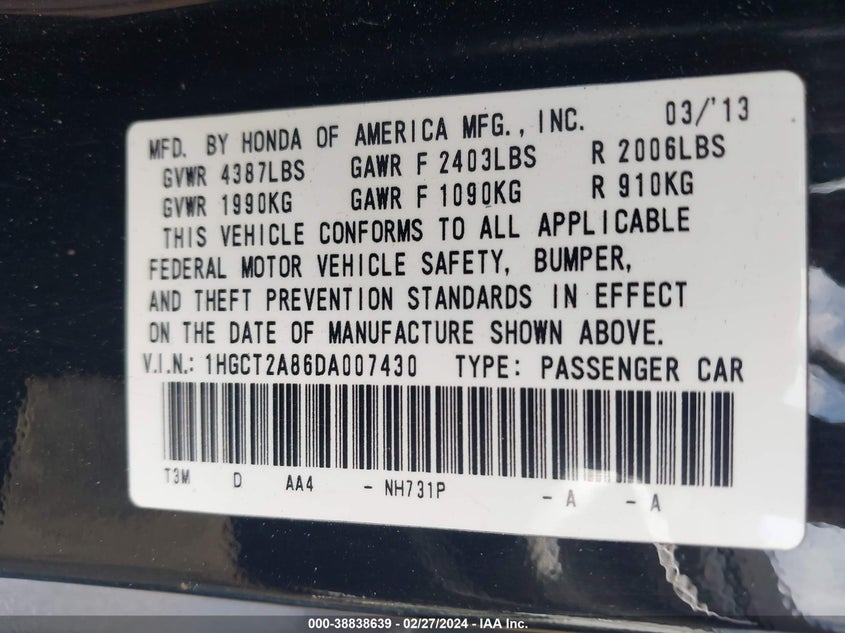 MFD. BY HONDA OF AMERICA MFG., INC. 03/'13
GVWR 4387LBS GAWR F 2403LBS R 2006LBS
GVWR 1990KG GAWR F 1090KG R 910KG
THIS VEHICLE CONFORMS TO ALL APPLICABLE
FEDERAL MOTOR VEHICLE SAFETY, BUMPER,
AND THEFT PREVENTION STANDARDS IN EFFECT
ON THE DATE OF MANUFACTURE SHOWN ABOVE.
V.I.N.: 1HGCT2A86DA007430 TYPE: PASSENGER CAR
T3M D AA4 - NH731P - A - A
000-38838639 - 02/27/2024 - IAA Inc.